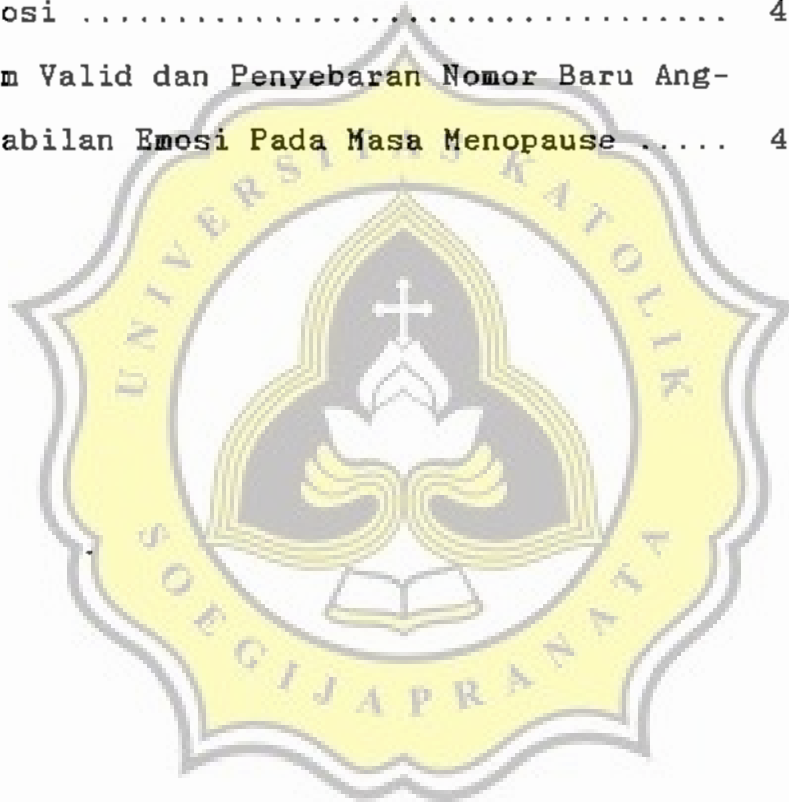 osi .................................. 4
m Valid dan Penyebaran Nomor Baru Ang-
abilan Emosi Pada Masa Menopause ..... 4
UNIVERSITAS KATOLIK
SOEGIJAPRANATA